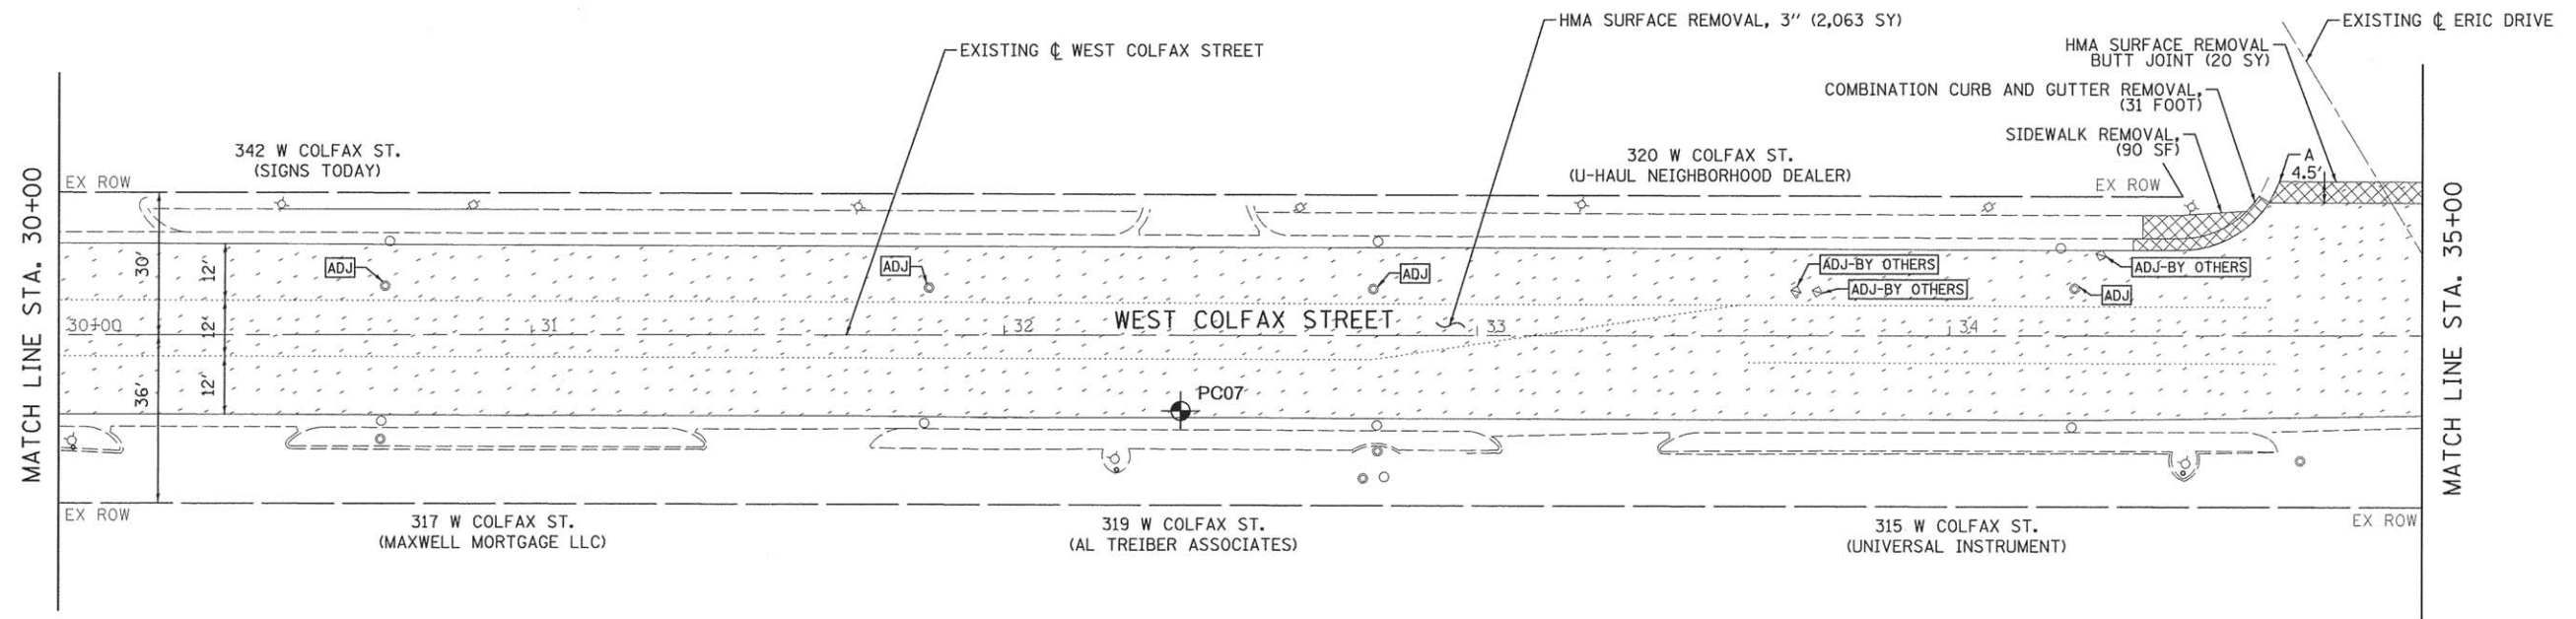 HMA SURFACE REMOVAL, 3" (2,063 SY)
EXISTING ℄ ERIC DRIVE
EXISTING ℄ WEST COLFAX STREET
HMA SURFACE REMOVAL
BUTT JOINT (20 SY)
COMBINATION CURB AND GUTTER REMOVAL,
(31 FOOT)
SIDEWALK REMOVAL,
(90 SF)
A
4.5'
342 W COLFAX ST.
(SIGNS TODAY)
320 W COLFAX ST.
(U-HAUL NEIGHBORHOOD DEALER)
EX ROW
EX ROW
MATCH LINE STA. 30+00
MATCH LINE STA. 35+00
30'
12'
ADJ
ADJ
ADJ
ADJ-BY OTHERS
ADJ-BY OTHERS
ADJ-BY OTHERS
ADJ
30+00
12'
31
32
WEST COLFAX STREET
33
34
36'
12'
PC07
EX ROW
EX ROW
317 W COLFAX ST.
(MAXWELL MORTGAGE LLC)
319 W COLFAX ST.
(AL TREIBER ASSOCIATES)
315 W COLFAX ST.
(UNIVERSAL INSTRUMENT)